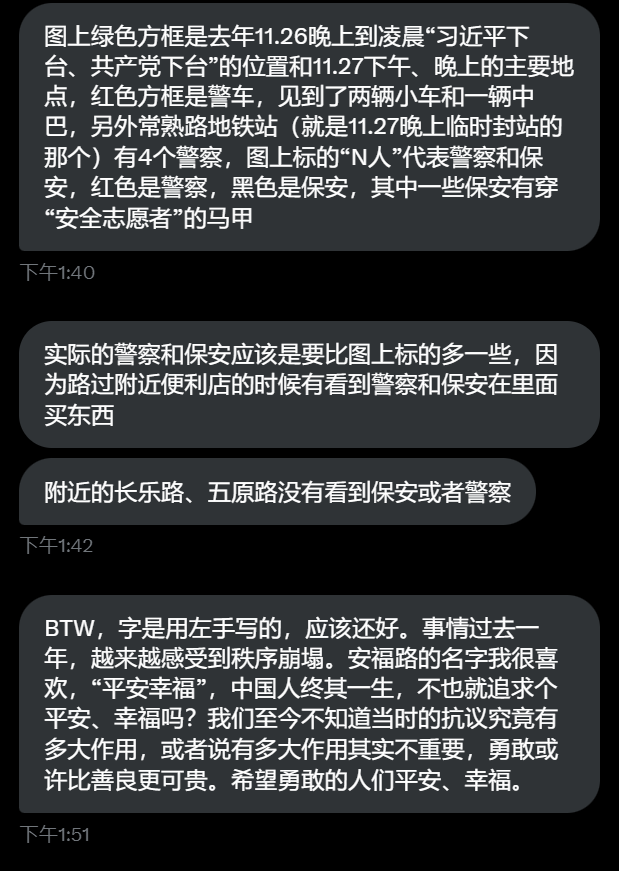 图上绿色方框是去年11.26晚上到凌晨“习近平下
台、共产党下台”的位置和11.27下午、晚上的主要地
点，红色方框是警车，见到了两辆小车和一辆中
巴，另外常熟路地铁站（就是11.27晚上临时封站的
那个）有4个警察，图上标的“N人”代表警察和保
安，红色是警察，黑色是保安，其中一些保安有穿
“安全志愿者”的马甲
下午1:40
实际的警察和保安应该是要比图上标的多一些，因
为路过附近便利店的时候有看到警察和保安在里面
买东西
附近的长乐路、五原路没有看到保安或者警察
下午1:42
BTW，字是用左手写的，应该还好。事情过去一
年，越来越感受到秩序崩塌。安福路的名字我很喜
欢，“平安幸福”，中国人终其一生，不也就追求个
平安、幸福吗？我们至今不知道当时的抗议究竟有
多大作用，或者说有多大作用其实不重要，勇敢或
许比善良更可贵。希望勇敢的人们平安、幸福。
下午1:51